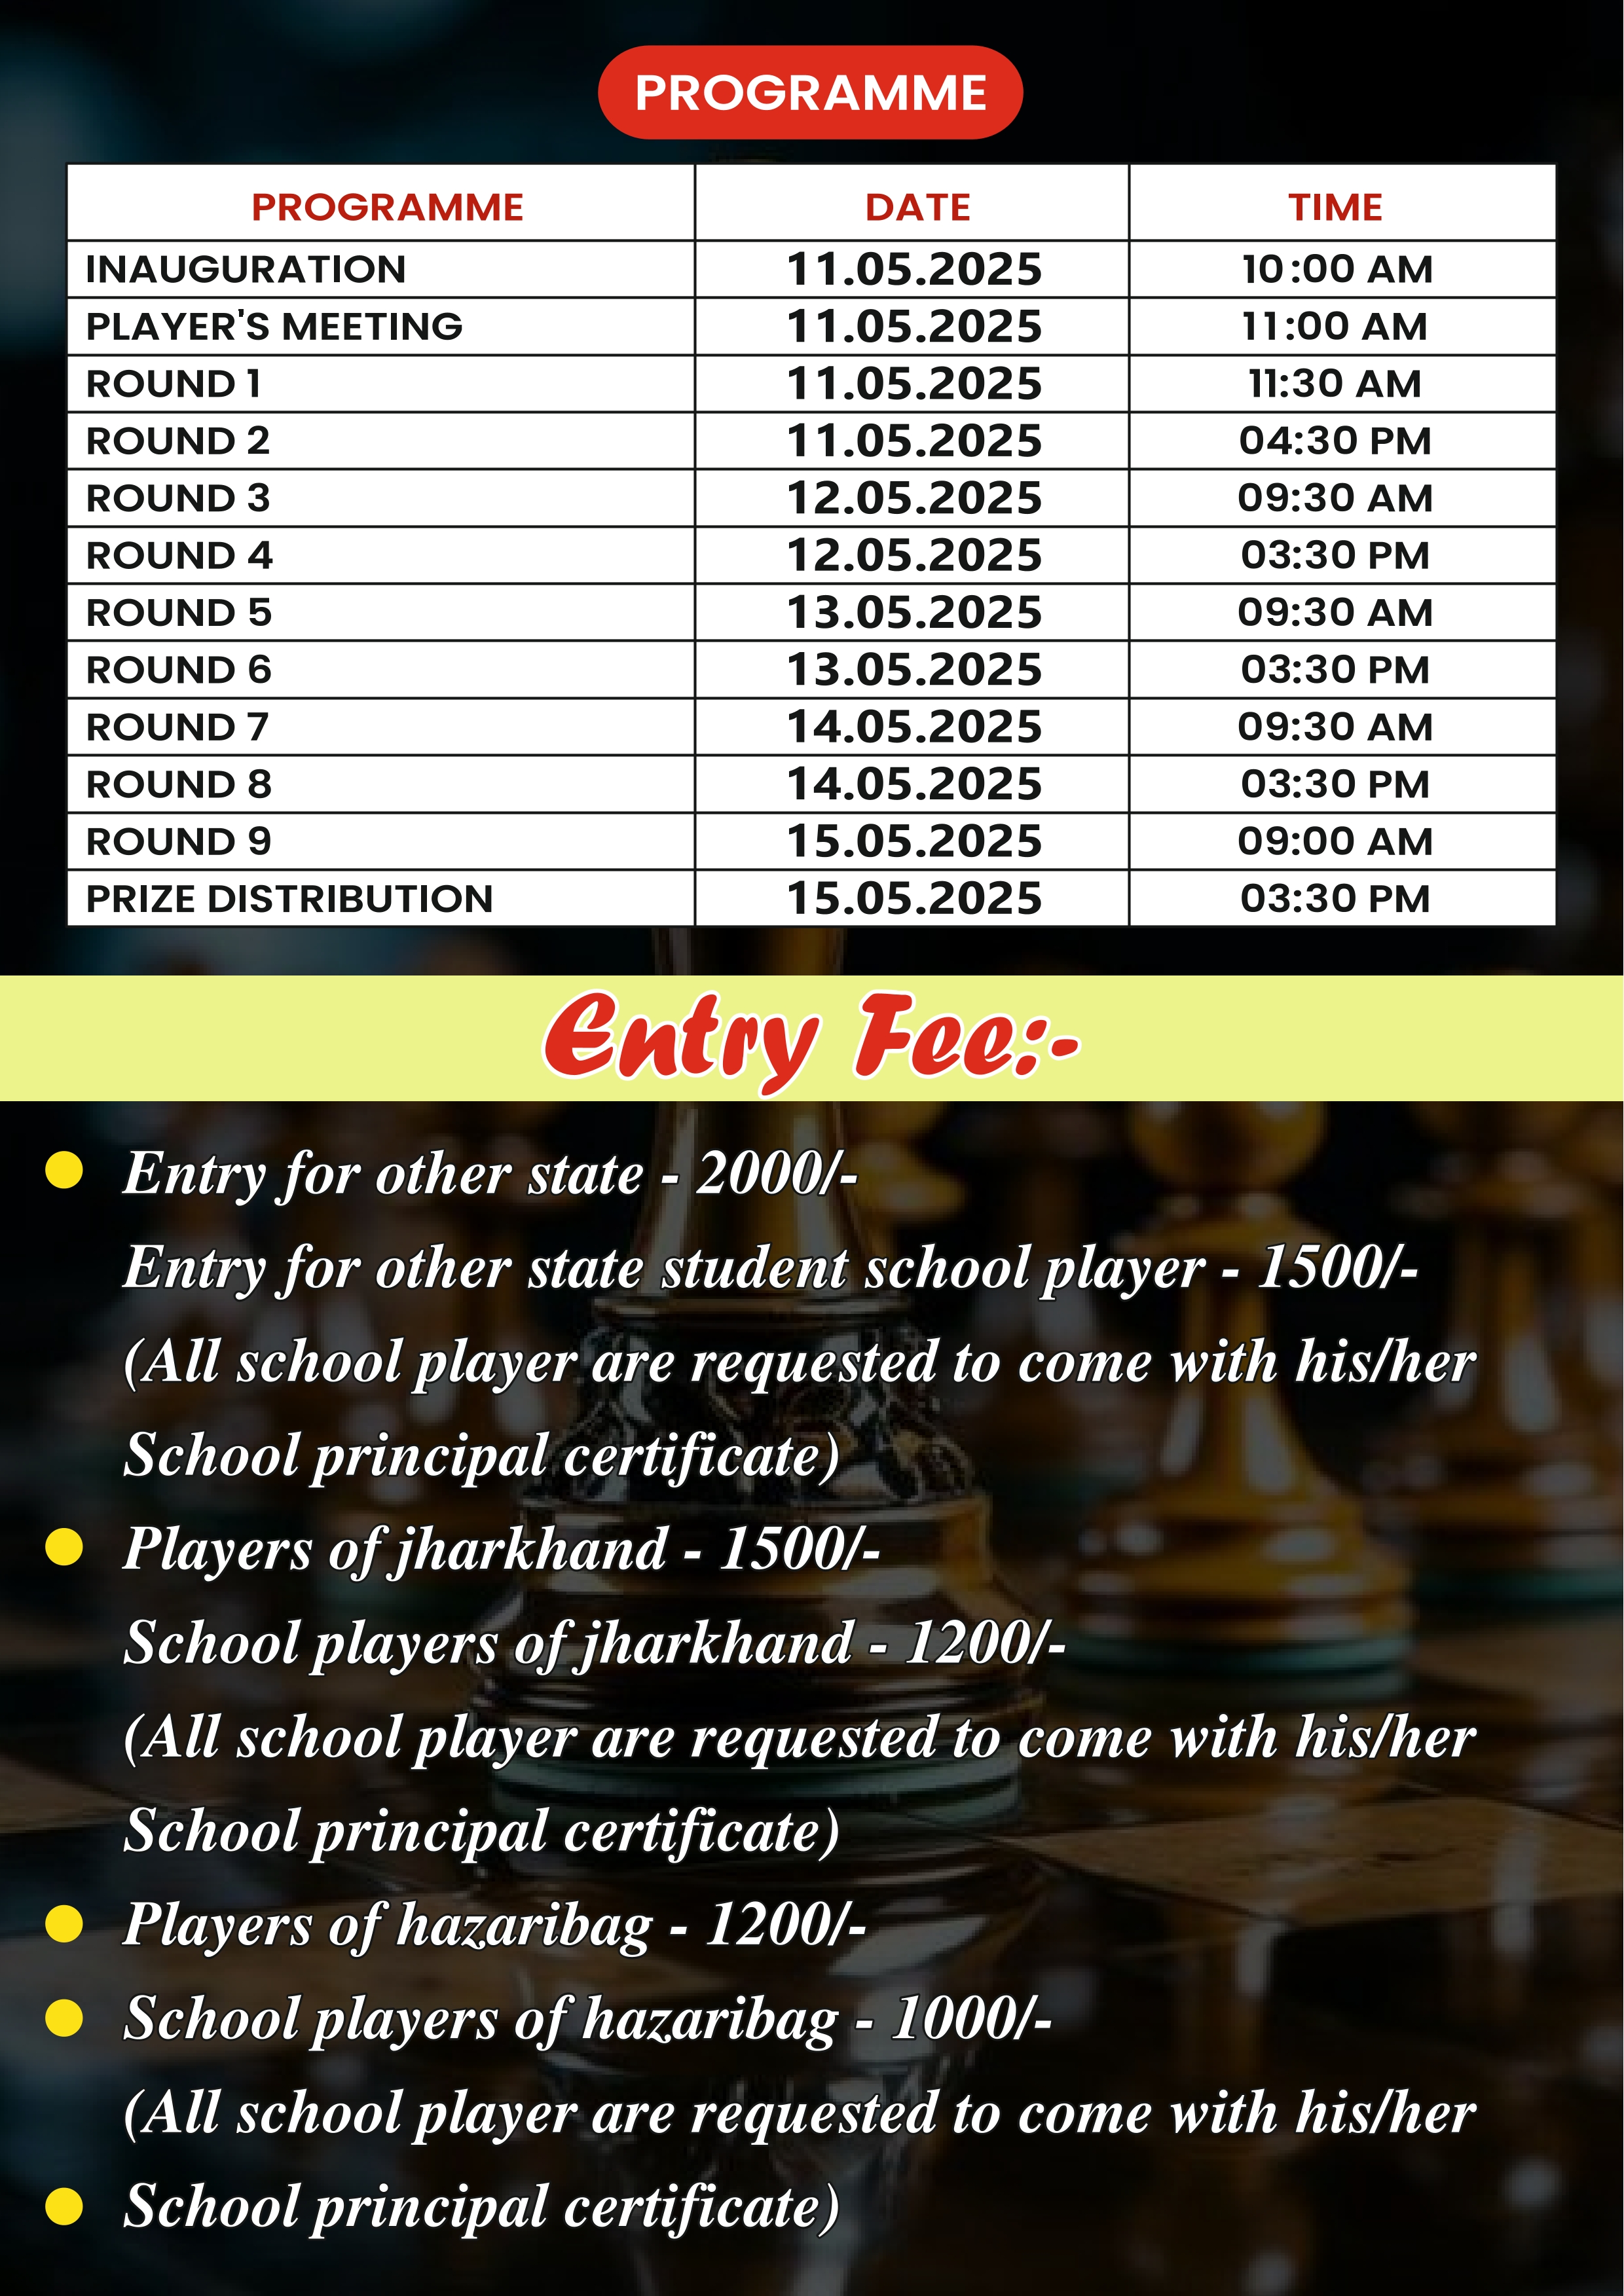 PROGRAMME
PROGRAMME DATE TIME
INAUGURATION 11.05.2025 10:00 AM
PLAYER'S MEETING 11.05.2025 11:00 AM
ROUND 1 11.05.2025 11:30 AM
ROUND 2 11.05.2025 04:30 PM
ROUND 3 12.05.2025 09:30 AM
ROUND 4 12.05.2025 03:30 PM
ROUND 5 13.05.2025 09:30 AM
ROUND 6 13.05.2025 03:30 PM
ROUND 7 14.05.2025 09:30 AM
ROUND 8 14.05.2025 03:30 PM
ROUND 9 15.05.2025 09:00 AM
PRIZE DISTRIBUTION 15.05.2025 03:30 PM
Entry Fee:-
Entry for other state - 2000/-
Entry for other state student school player - 1500/-
(All school player are requested to come with his/her
School principal certificate)
Players of jharkhand - 1500/-
School players of jharkhand - 1200/-
(All school player are requested to come with his/her
School principal certificate)
Players of hazaribag - 1200/-
School players of hazaribag - 1000/-
(All school player are requested to come with his/her
School principal certificate)